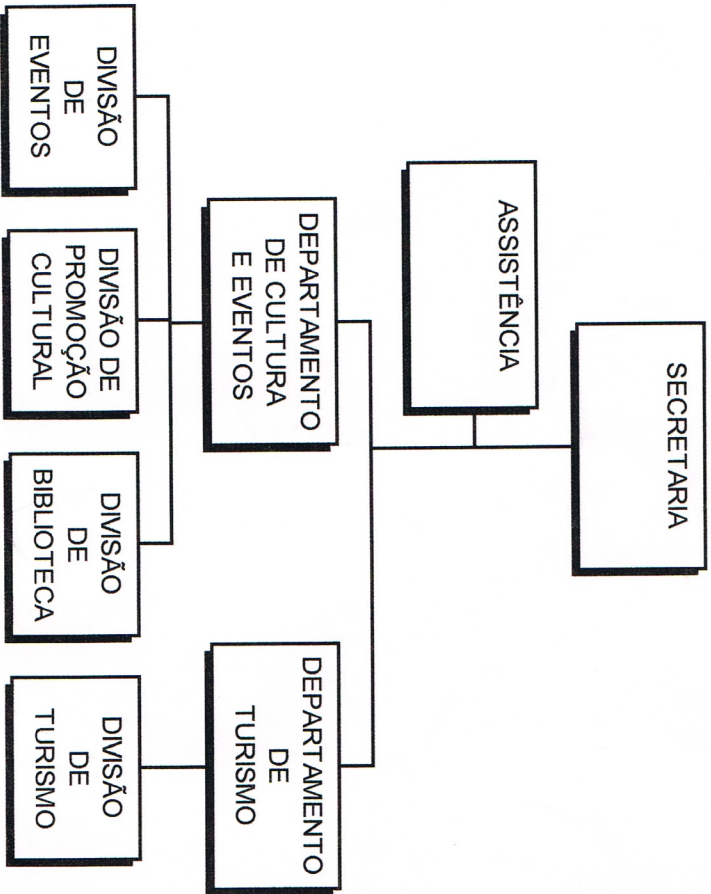 SECRETARIA
ASSISTÊNCIA
DEPARTAMENTO
DE CULTURA
E EVENTOS
DEPARTAMENTO
DE
TURISMO
DIVISÃO
DE
EVENTOS
DIVISÃO DE
PROMOÇÃO
CULTURAL
DIVISÃO
DE
BIBLIOTECA
DIVISÃO
DE
TURISMO